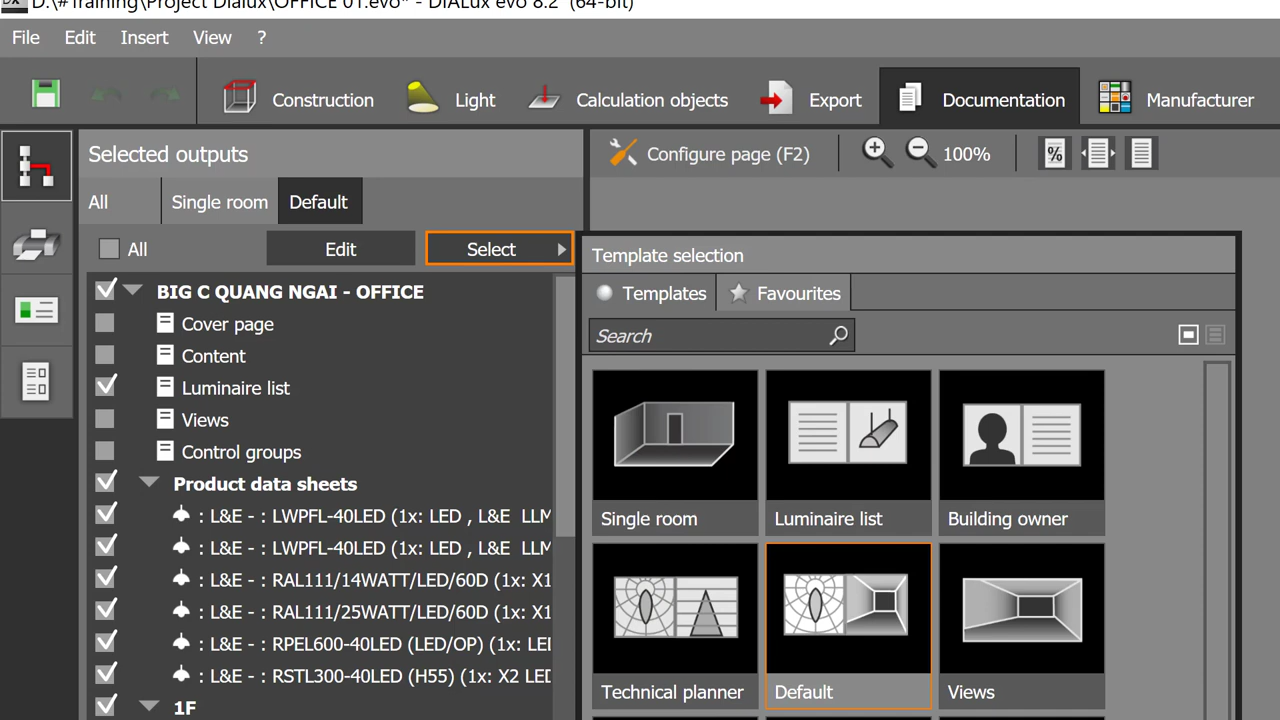 D:\#Training\Project Dialux\OFFICE 01.evo* - DIALux evo 8.2 (64-bit)
File Edit Insert View ?
Construction Light Calculation objects Export Documentation Manufacturer
Selected outputs
Configure page (F2) 100% %
All Single room Default
All Edit Select
Template selection
Templates Favourites
Search
BIG C QUANG NGAI - OFFICE
Cover page
Content
Luminaire list
Views
Control groups
Product data sheets
: L&E - : LWPFL-40LED (1x: LED , L&E LLM
: L&E - : LWPFL-40LED (1x: LED , L&E LLM
: L&E - : RAL111/14WATT/LED/60D (1x: X1
: L&E - : RAL111/25WATT/LED/60D (1x: X1
: L&E - : RPEL600-40LED (LED/OP) (1x: LE
: L&E - : RSTL300-40LED (H55) (1x: X2 LED
1F
Single room Luminaire list Building owner
Technical planner Default Views